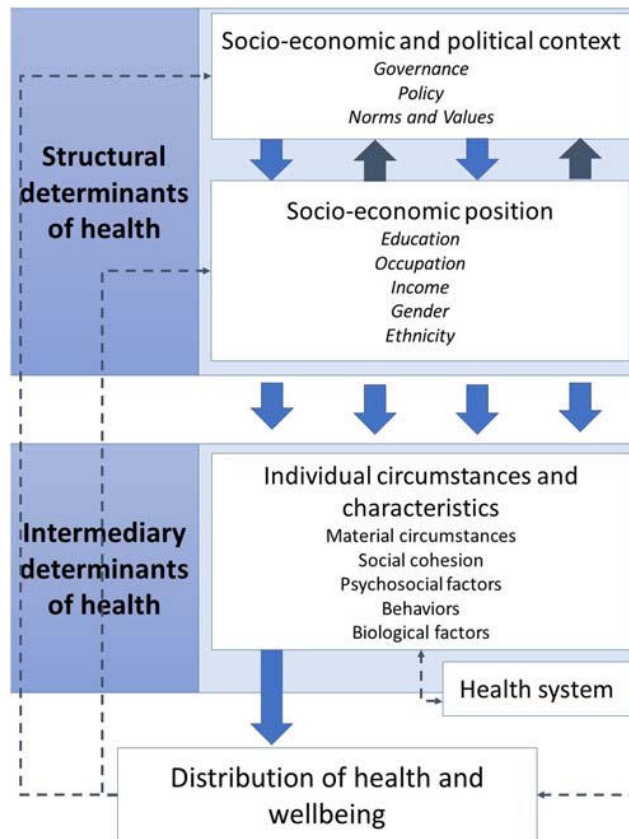 Socio-economic and political context
Governance
Policy
Norms and Values
Structural
determinants
of health
Socio-economic position
Education
Occupation
Income
Gender
Ethnicity
Individual circumstances and
characteristics
Material circumstances
Social cohesion
Psychosocial factors
Behaviors
Biological factors
Intermediary
determinants
of health
Health system
Distribution of health and
wellbeing